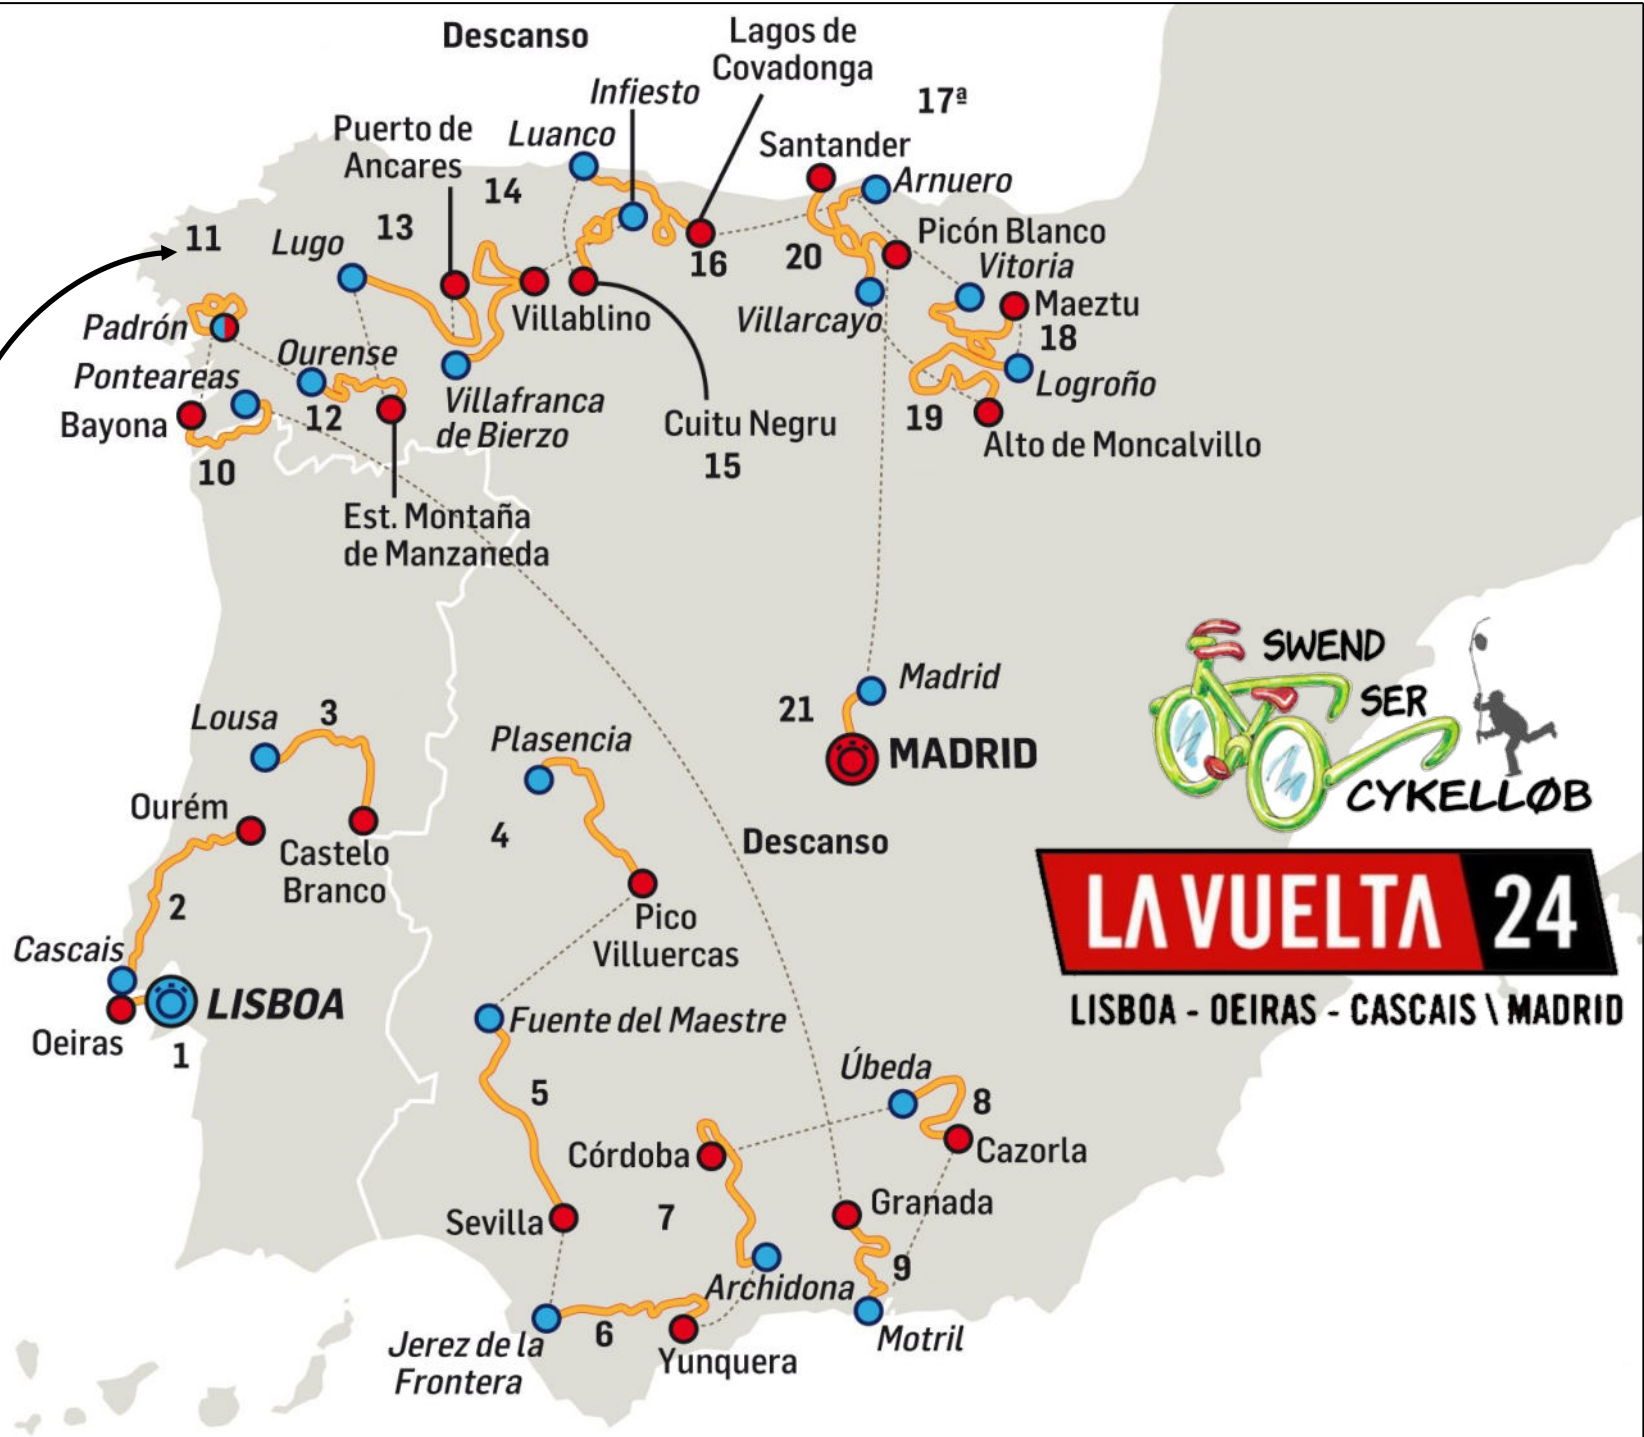 Descanso
Lagos de
Covadonga
Infiesto
17ª
Luanco
Puerto de
Ancares
Santander
Arnuero
14
13
11
Lugo
Picón Blanco
Vitoria
20
16
Maeztu
Villablino
Villarcayo
18
Padrón
Ourense
Ponteareas
Logroño
Villafranca
de Bierzo
Cuitu Negru
15
Bayona
12
19
Alto de Moncalvillo
10
Est. Montaña
de Manzaneda
SWEND
SER
CYKELLØB
Madrid
21
MADRID
Lousa
3
Plasencia
Ourém
4
Descanso
Castelo
Branco
2
Pico
Villuercas
LA VUELTA 24
LISBOA - OEIRAS - CASCAIS \ MADRID
Cascais
LISBOA
Oeiras
1
Fuente del Maestre
Úbeda
5
8
Córdoba
Cazorla
Granada
Sevilla
7
9
Archidona
Jerez de la
Frontera
6
Yunquera
Motril